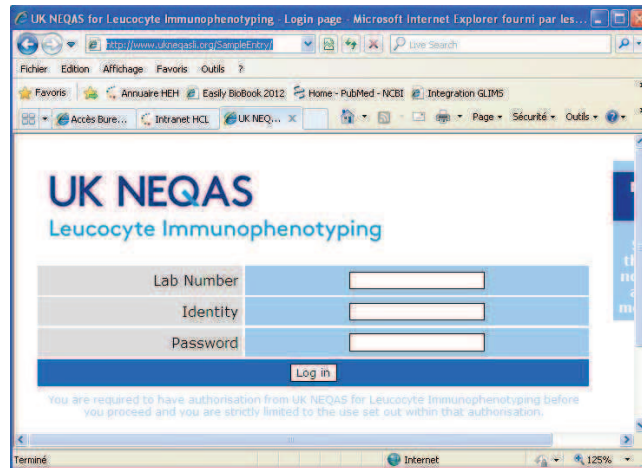 UK NEQAS for Leucocyte Immunophenotyping - Login page - Microsoft Internet Explorer fourni par les...
http://www.ukneqasli.org/SampleEntry/ Live Search
Fichier Edition Affichage Favoris Outils ?
Favoris Annuaire HEH Easily BioBook 2012 Home - PubMed - NCBI Integration GLIMS
Accès Bure... Intranet HCL UK NEQ... Page Sécurité Outils
UK NEQAS
Leucocyte Immunophenotyping
Lab Number
Identity
Password
Log in
You are required to have authorisation from UK NEQAS for Leucocyte Immunophenotyping before
you proceed and you are strictly limited to the use set out within that authorisation.
Terminé Internet 125%